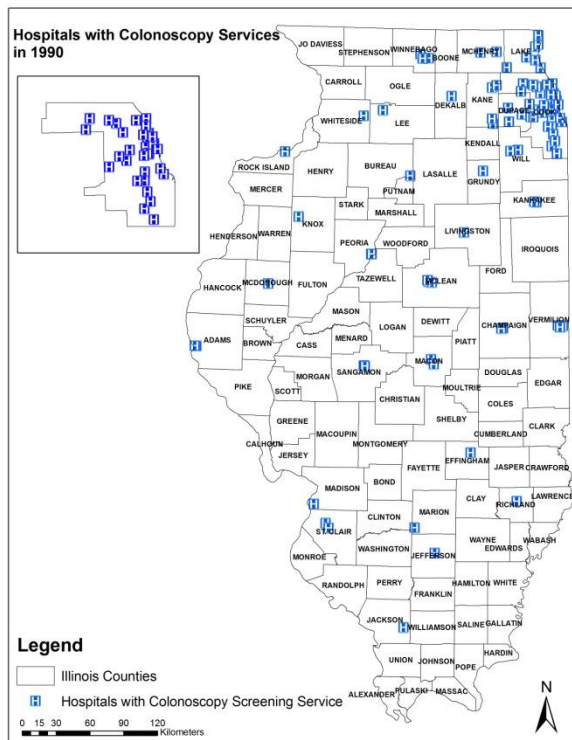 Hospitals with Colonoscopy Services
in 1990
JO DAVIESS
STEPHENSON
WINNEBAGO
BOONE
MCHENRY
LAKE
CARROLL
OGLE
DEKALB
KANE
DUPAGE
COOK
WHITESIDE
LEE
KENDALL
WILL
ROCK ISLAND
HENRY
BUREAU
LASALLE
GRUNDY
PUTNAM
MERCER
KANKAKEE
STARK
MARSHALL
KNOX
LIVINGSTON
HENDERSON
WARREN
PEORIA
WOODFORD
IROQUOIS
FORD
TAZEWELL
MCLEAN
HANCOCK
MCDONOUGH
FULTON
MASON
SCHUYLER
LOGAN
DEWITT
CHAMPAIGN
VERMILION
ADAMS
BROWN
CASS
MENARD
PIATT
MACON
SANGAMON
DOUGLAS
MORGAN
EDGAR
PIKE
SCOTT
CHRISTIAN
MOULTRIE
COLES
SHELBY
GREENE
CLARK
CUMBERLAND
MACOUPIN
MONTGOMERY
CALHOUN
JERSEY
EFFINGHAM
FAYETTE
JASPER
CRAWFORD
MADISON
BOND
CLAY
RICHLAND
LAWRENCE
CLINTON
MARION
ST.CLAIR
WAYNE
WABASH
WASHINGTON
EDWARDS
MONROE
JEFFERSON
RANDOLPH
PERRY
HAMILTON
WHITE
FRANKLIN
JACKSON
WILLIAMSON
SALINE
GALLATIN
HARDIN
UNION
JOHNSON
POPE
ALEXANDER
PULASKI
MASSAC
Legend
Illinois Counties
H Hospitals with Colonoscopy Screening Service
0 15 30 60 90 120
Kilometers
N